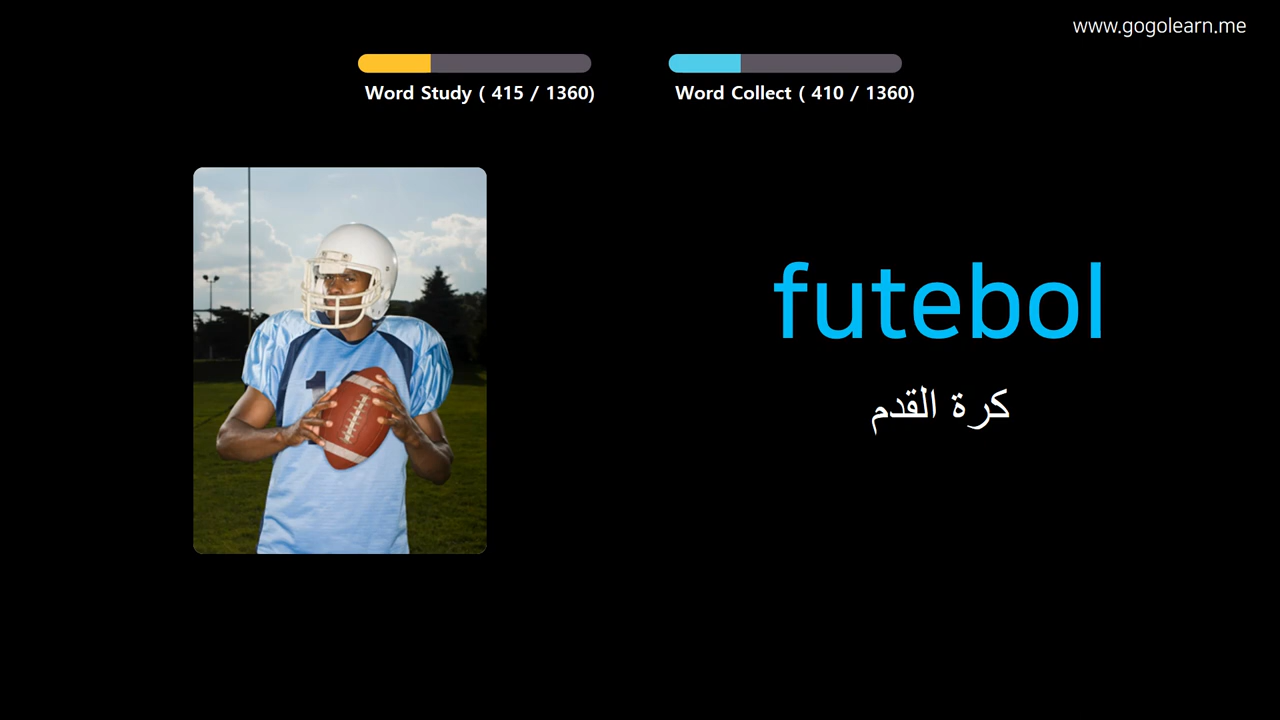 www.gogolearn.me
Word Study ( 415 / 1360)
Word Collect ( 410 / 1360)
futebol
كرة القدم